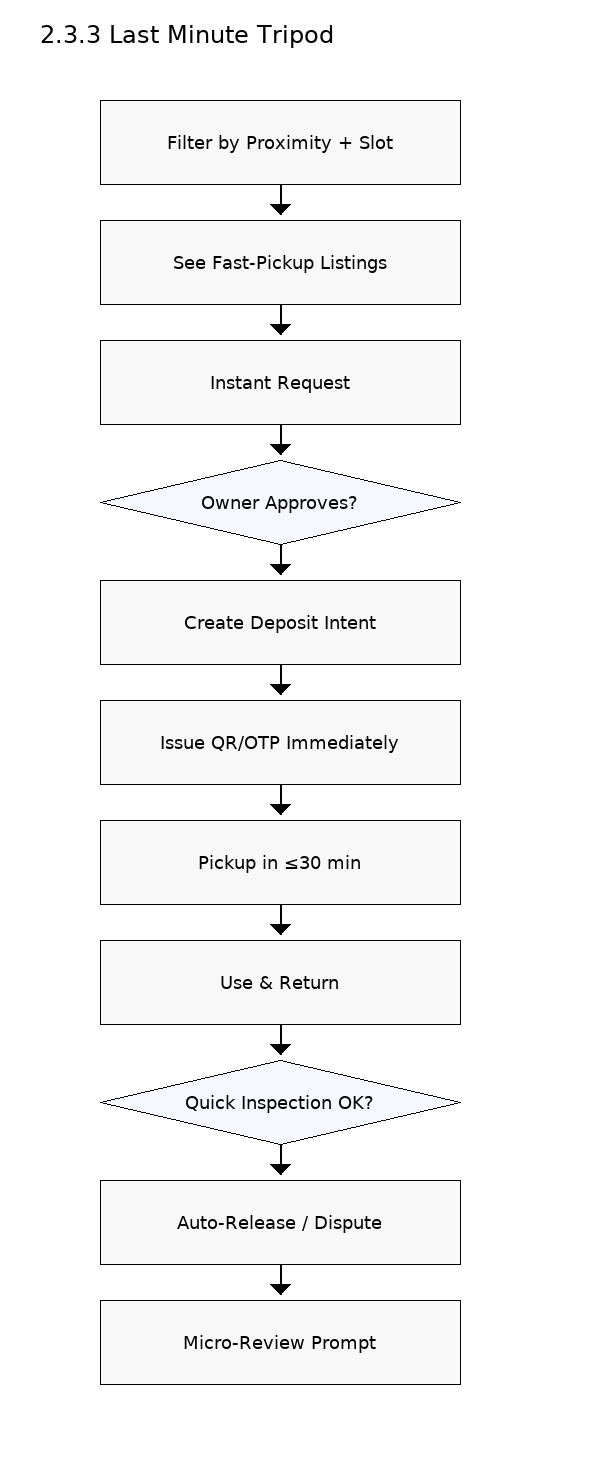 2.3.3 Last Minute Tripod
Filter by Proximity + Slot
See Fast-Pickup Listings
Instant Request
Owner Approves?
Create Deposit Intent
Issue QR/OTP Immediately
Pickup in ≤30 min
Use & Return
Quick Inspection OK?
Auto-Release / Dispute
Micro-Review Prompt